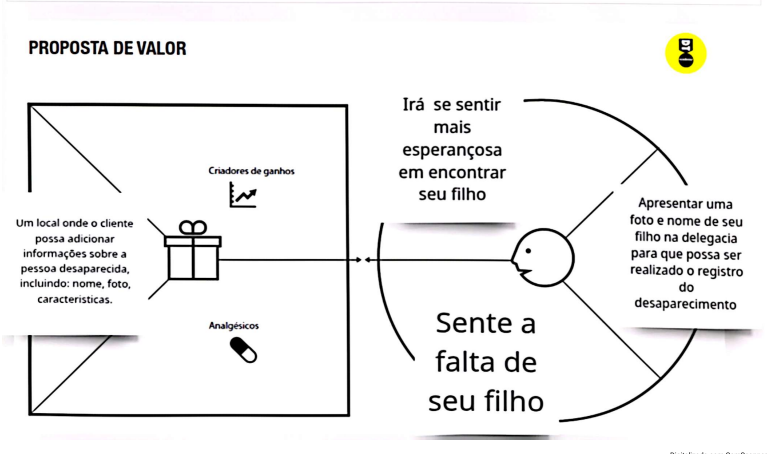 PROPOSTA DE VALOR
Irá se sentir
mais
esperançosa
em encontrar
seu filho
Criadores de ganhos
Um local onde o cliente
possa adicionar
informações sobre a
pessoa desaparecida,
incluindo: nome, foto,
caracteristicas.
Apresentar uma
foto e nome de seu
filho na delegacia
para que possa ser
realizado o registro
do
desaparecimento
Analgésicos
Sente a
falta de
seu filho